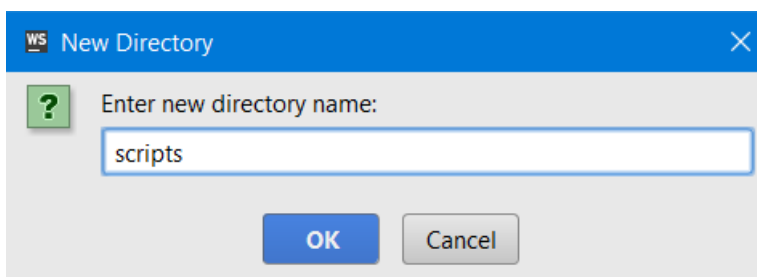 WS New Directory
Enter new directory name:
scripts
OK Cancel